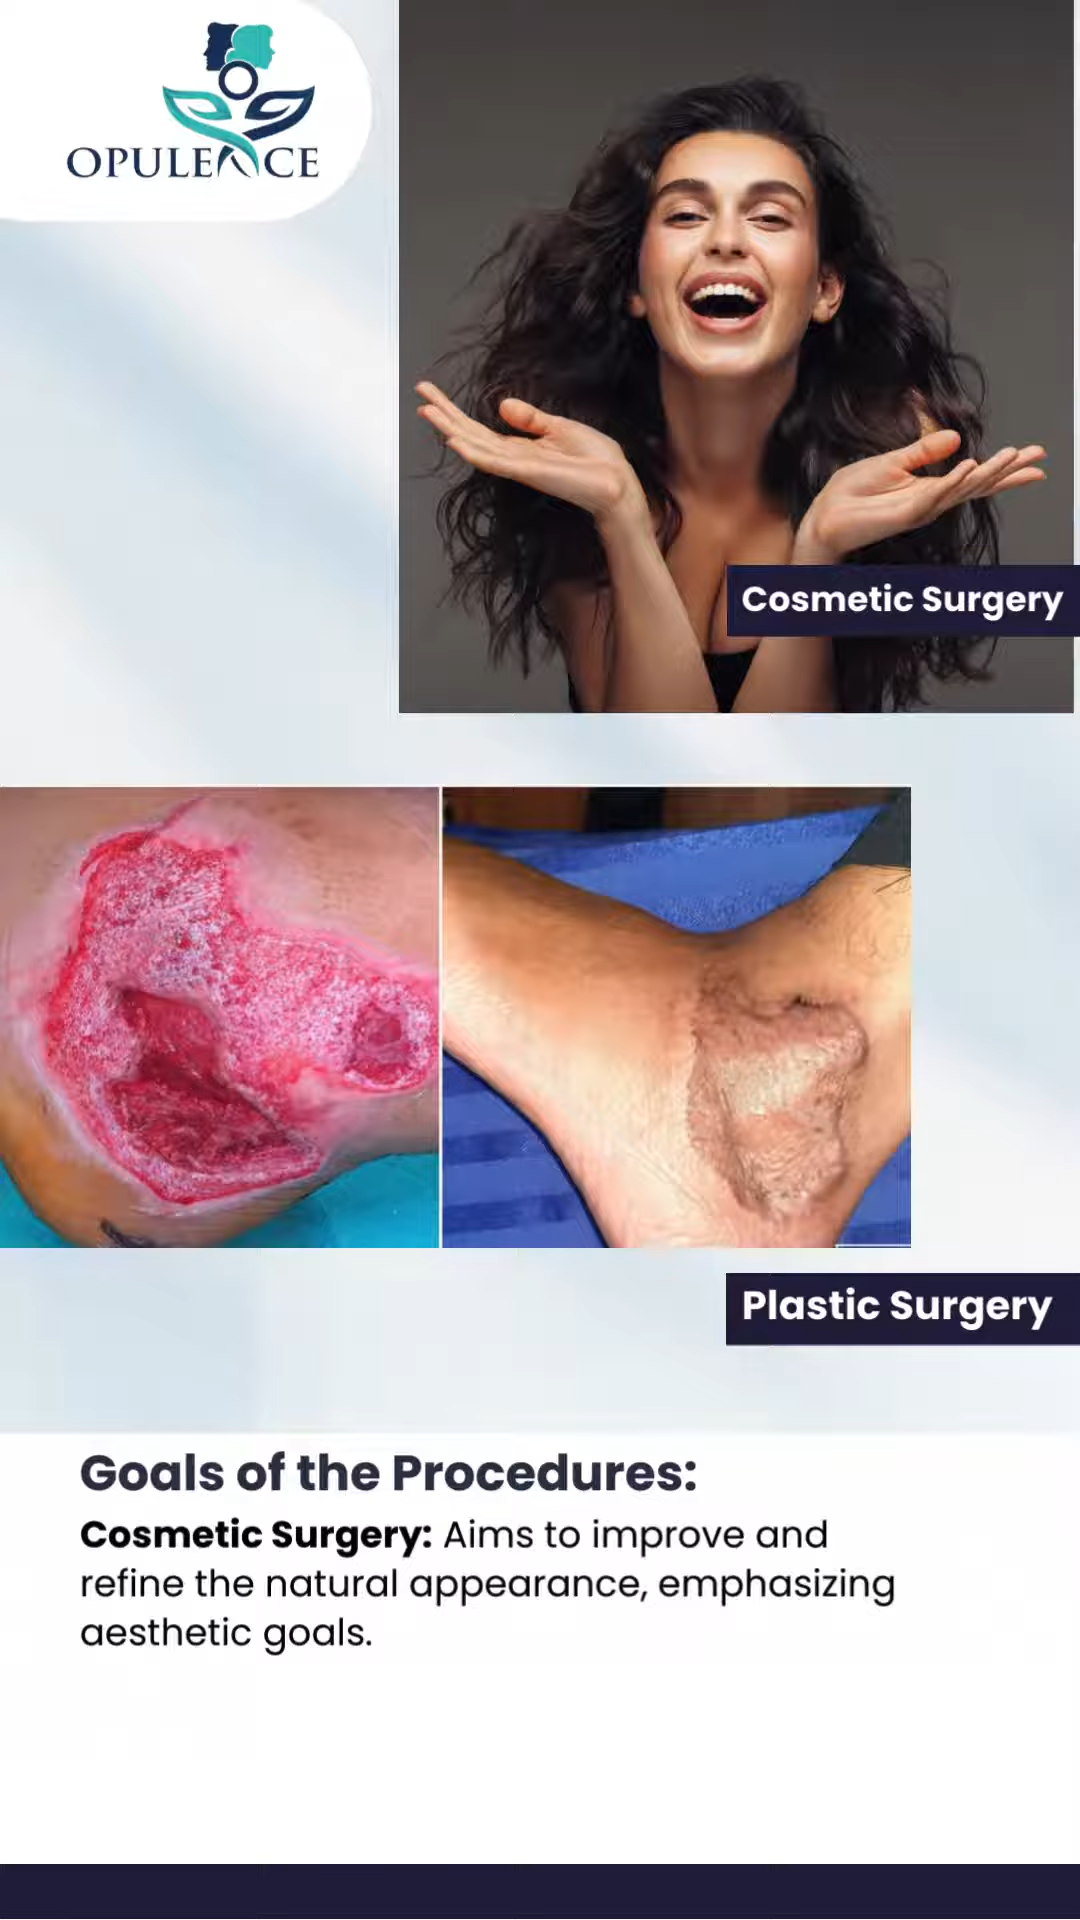 OPULENCE
Cosmetic Surgery
Plastic Surgery
Goals of the Procedures:
Cosmetic Surgery: Aims to improve and
refine the natural appearance, emphasizing
aesthetic goals.